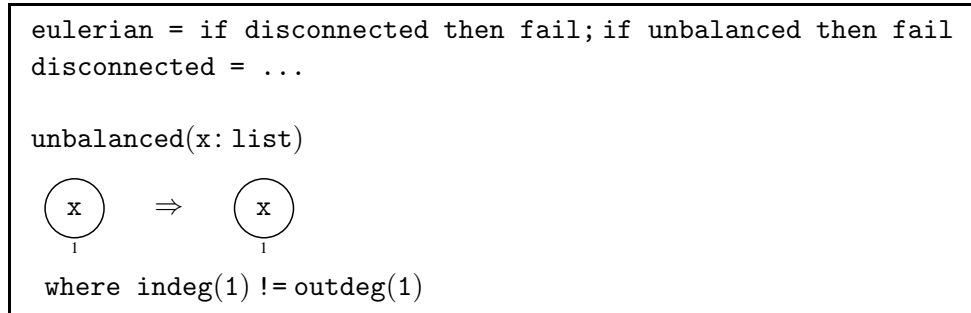 eulerian = if disconnected then fail; if unbalanced then fail
disconnected = ...
unbalanced(x: list)
x ⇒ x
1 1
where indeg(1) != outdeg(1)